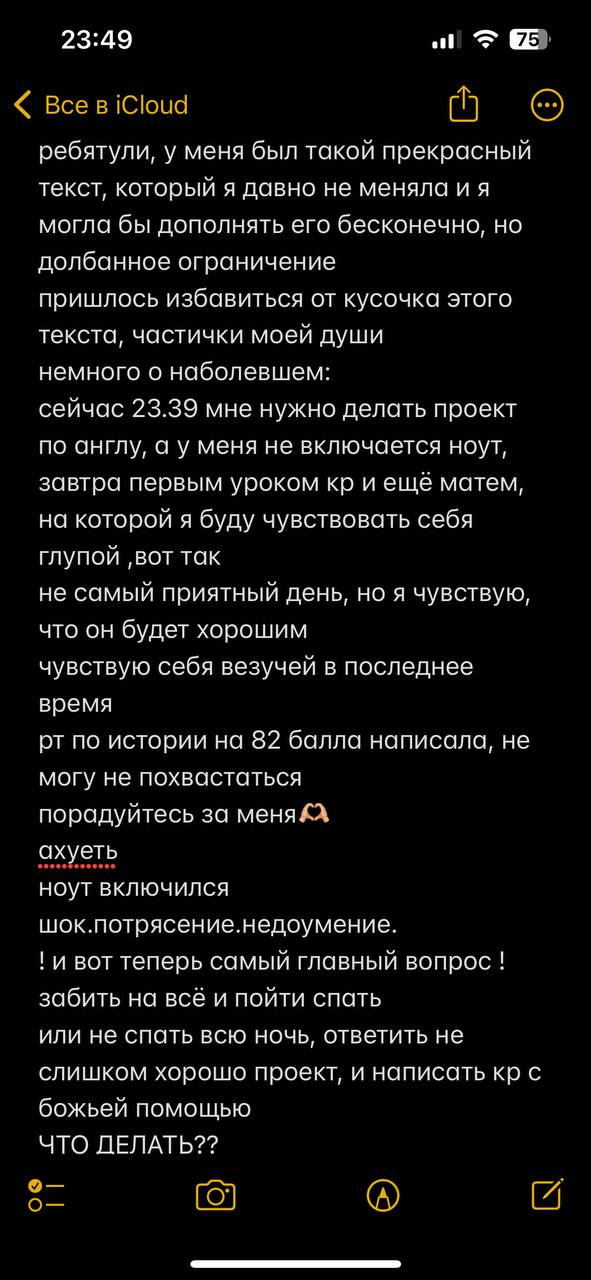 23:49
75
Все в iCloud
ребятули, у меня был такой прекрасный
текст, который я давно не меняла и я
могла бы дополнять его бесконечно, но
долбанное ограничение
пришлось избавиться от кусочка этого
текста, частички моей души
немного о наболевшем:
сейчас 23.39 мне нужно делать проект
по англу, а у меня не включается ноут,
завтра первым уроком кр и ещё матем,
на которой я буду чувствовать себя
глупой ,вот так
не самый приятный день, но я чувствую,
что он будет хорошим
чувствую себя везучей в последнее
время
рт по истории на 82 балла написала, не
могу не похвастаться
порадуйтесь за меня🫶🏼
ахуеть
ноут включился
шок.потрясение.недоумение.
! и вот теперь самый главный вопрос !
забить на всё и пойти спать
или не спать всю ночь, ответить не
слишком хорошо проект, и написать кр с
божьей помощью
ЧТО ДЕЛАТЬ??